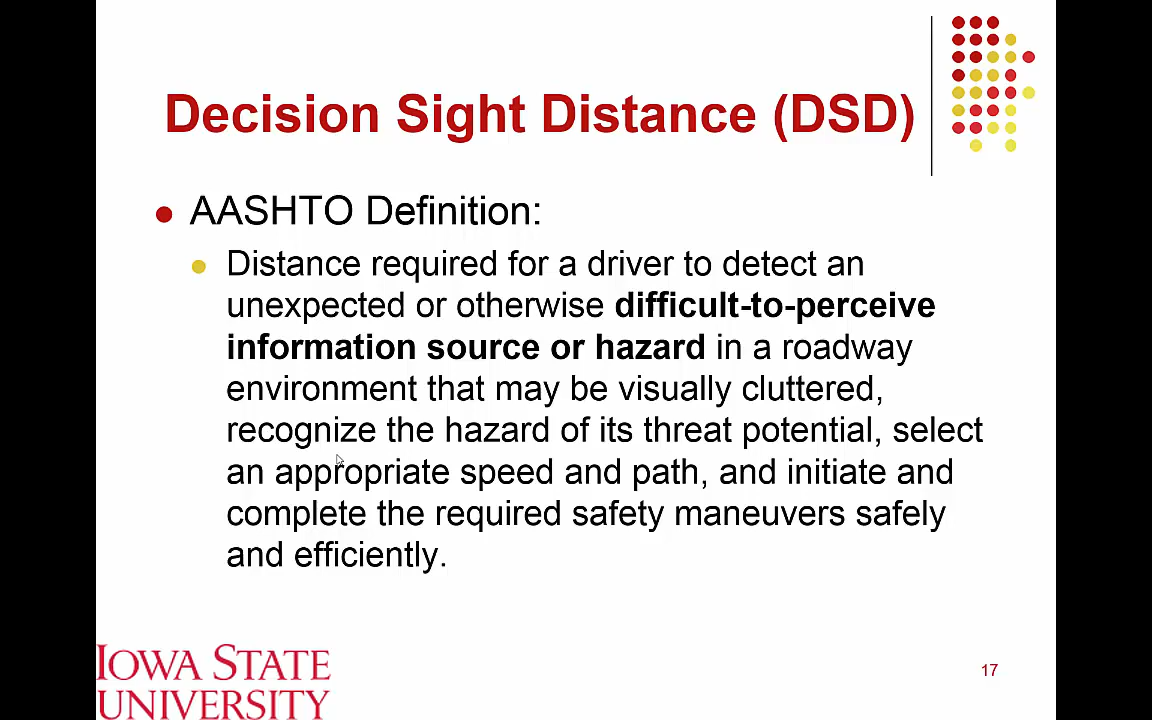 Decision Sight Distance (DSD)
AASHTO Definition:
Distance required for a driver to detect an
unexpected or otherwise difficult-to-perceive
information source or hazard in a roadway
environment that may be visually cluttered,
recognize the hazard of its threat potential, select
an appropriate speed and path, and initiate and
complete the required safety maneuvers safely
and efficiently.
IOWA STATE
UNIVERSITY
17